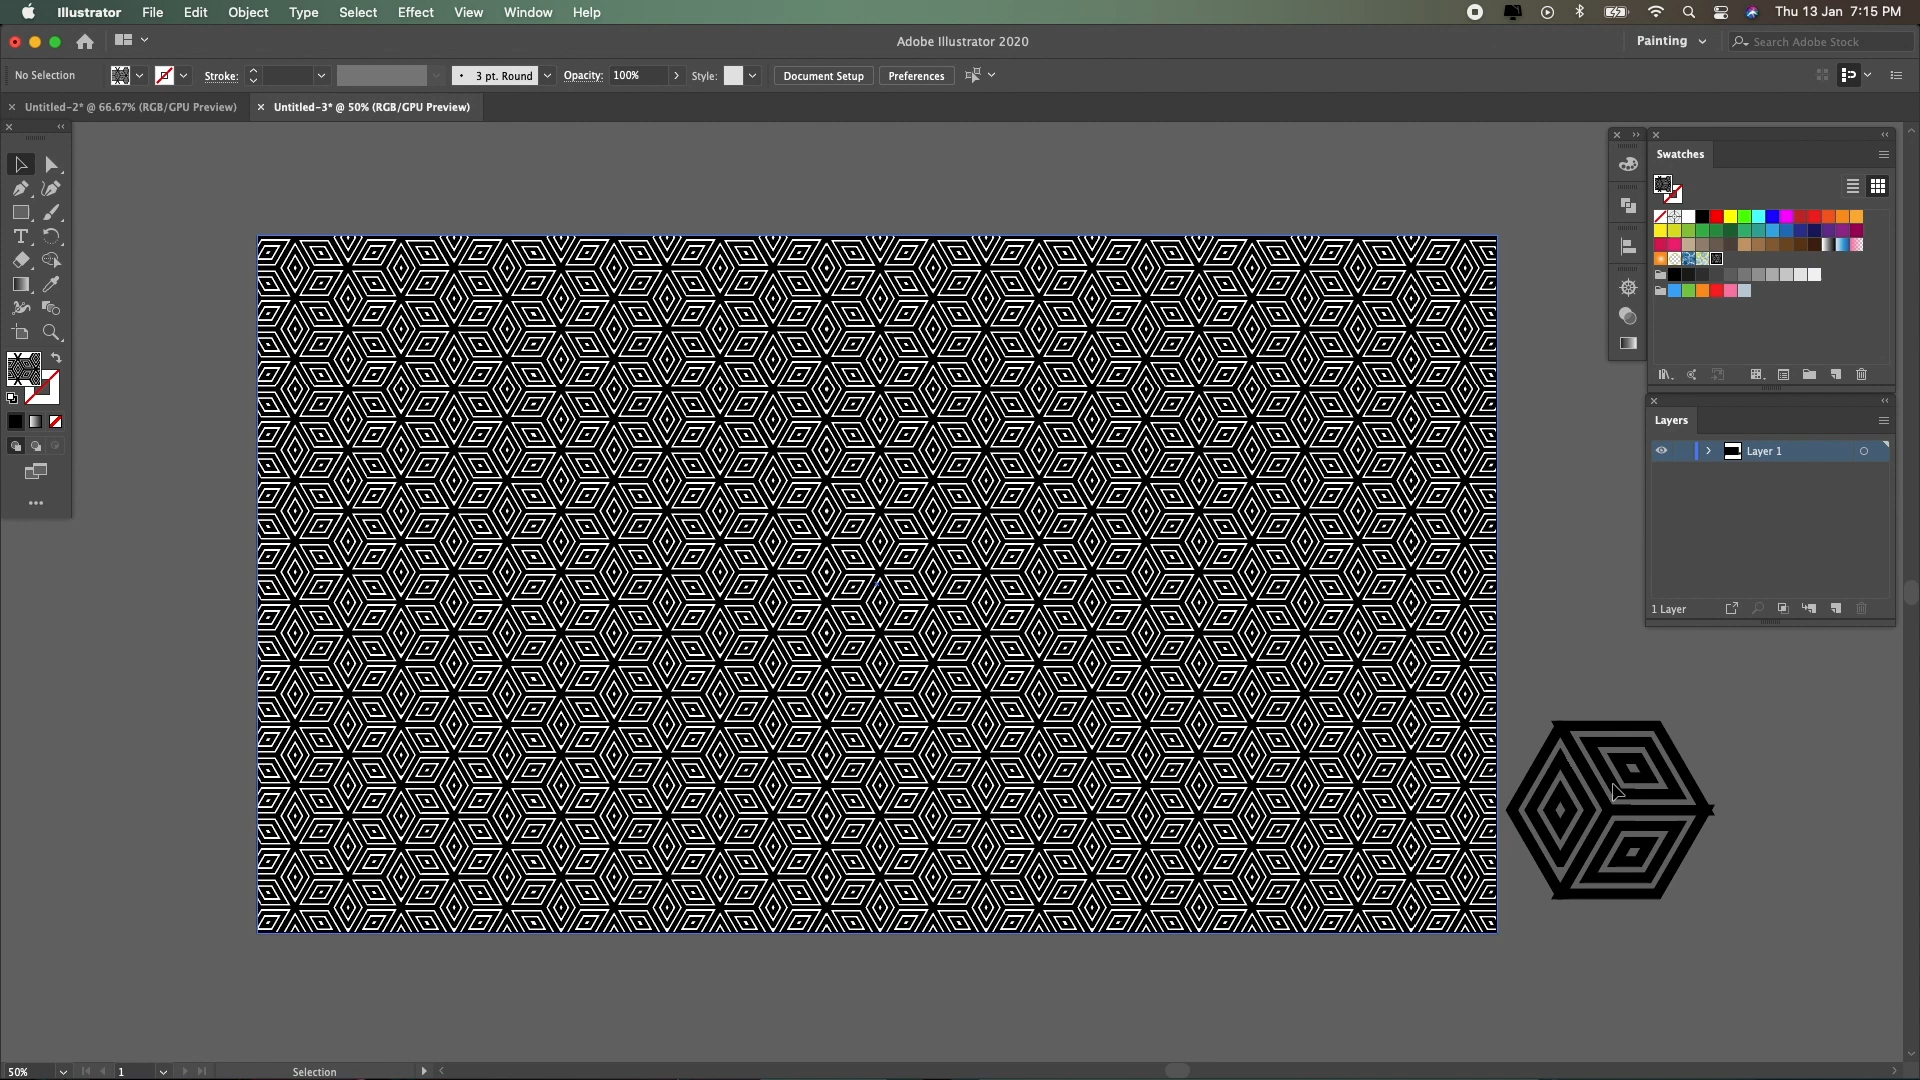 Illustrator File Edit Object Type Select Effect View Window Help Thu 13 Jan 7:15 PM
Adobe Illustrator 2020 Painting Search Adobe Stock
No Selection Stroke: 3 pt. Round Opacity: 100% Style: Document Setup Preferences
Untitled-2* @ 66.67% (RGB/GPU Preview) Untitled-3* @ 50% (RGB/GPU Preview)
Swatches
Layers
Layer 1
1 Layer
50% 1 Selection